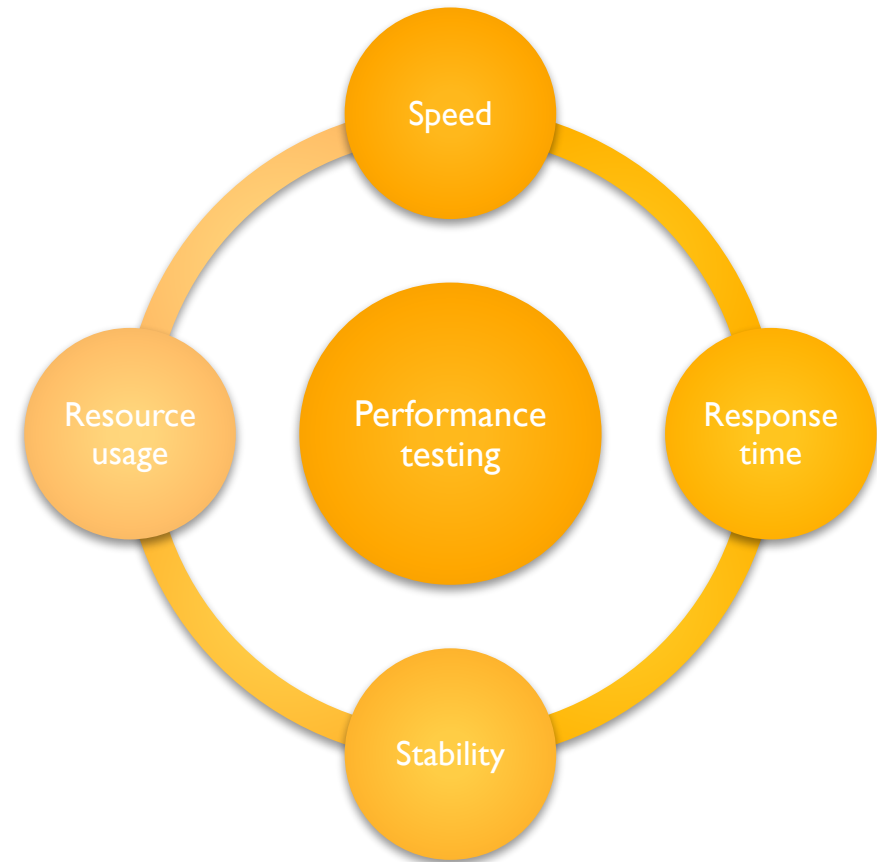 Speed
Resource
usage
Performance
testing
Response
time
Stability